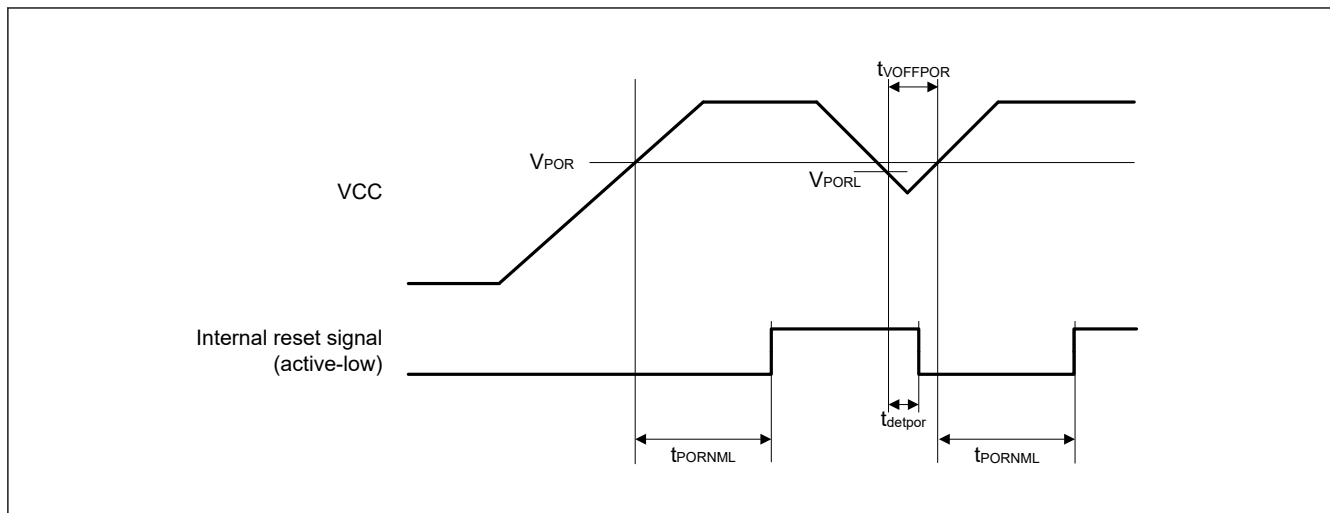 tVOFFPOR
VPOR
VPORL
VCC
Internal reset signal
(active-low)
tdetpor
tPORNML
tPORNML